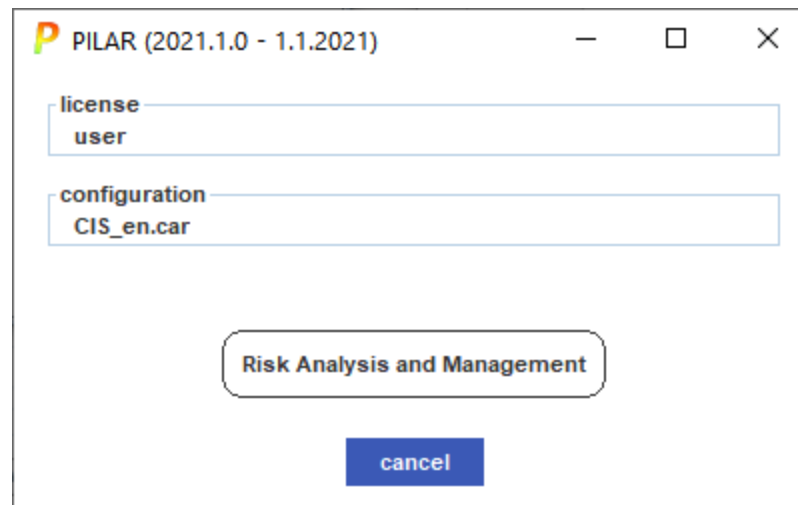 P PILAR (2021.1.0 - 1.1.2021)
license
user
configuration
CIS_en.car
Risk Analysis and Management
cancel